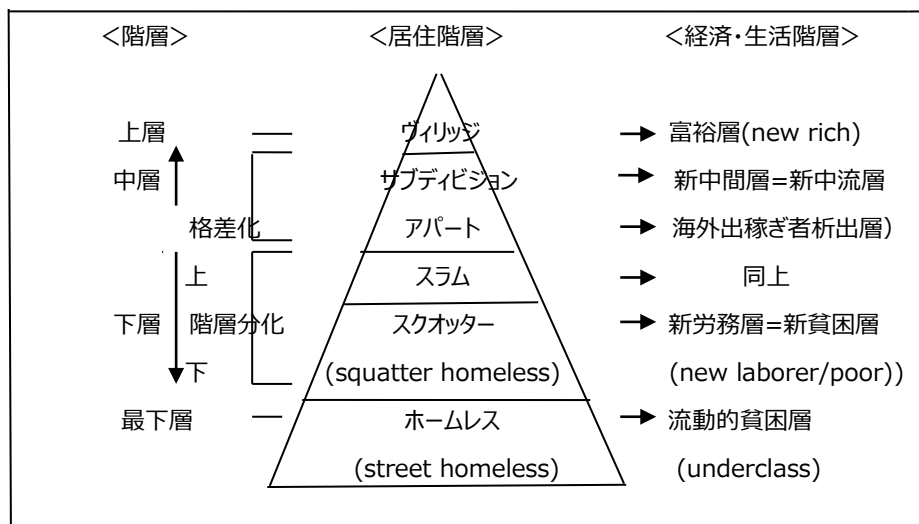 ＜階層＞ ＜居住階層＞ ＜経済・生活階層＞
上層 ヴィリッジ 富裕層(new rich)
中層 サブディビジョン 新中間層=新中流層
格差化 アパート 海外出稼ぎ者析出層)
上 スラム 同上
下層 階層分化 スクオッター 新労務層=新貧困層
下 (squatter homeless) (new laborer/poor))
最下層 ホームレス 流動的貧困層
(street homeless) (underclass)